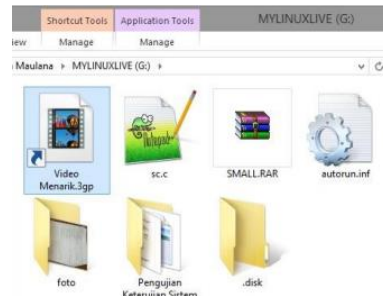 Shortcut Tools Application Tools MYLINUXLIVE (G:)
iew Manage Manage
Maulana ▸ MYLINUXLIVE (G:) ▸
Video Menarik.3gp
sc.c
SMALL.RAR
autorun.inf
foto
Pengujian
Keterujian Sistem
.disk